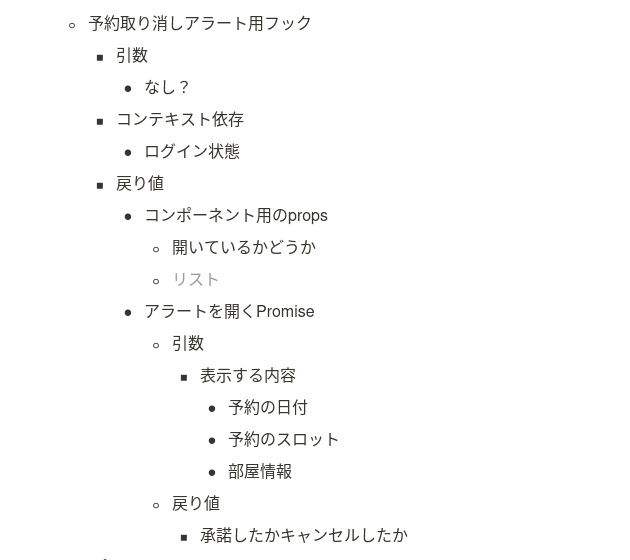 予約取り消しアラート用フック
引数
なし？
コンテキスト依存
ログイン状態
戻り値
コンポーネント用のprops
開いているかどうか
リスト
アラートを開くPromise
引数
表示する内容
予約の日付
予約のスロット
部屋情報
戻り値
承諾したかキャンセルしたか